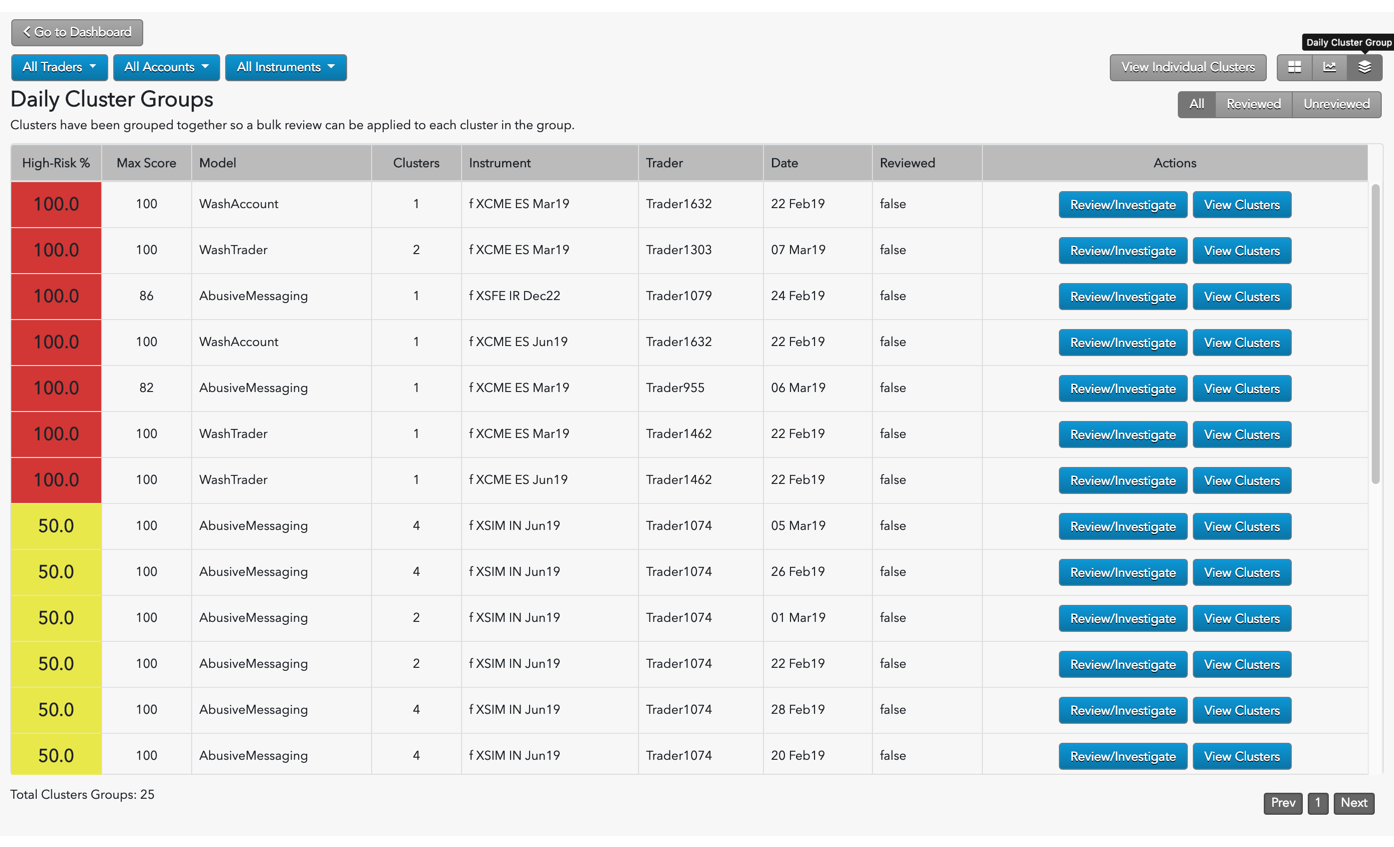 Go to Dashboard
Daily Cluster Group
All Traders All Accounts All Instruments View Individual Clusters
Daily Cluster Groups
All Reviewed Unreviewed
Clusters have been grouped together so a bulk review can be applied to each cluster in the group.
High-Risk % Max Score Model Clusters Instrument Trader Date Reviewed Actions
100.0 100 WashAccount 1 f XCME ES Mar19 Trader1632 22 Feb19 false Review/Investigate View Clusters
100.0 100 WashTrader 2 f XCME ES Mar19 Trader1303 07 Mar19 false Review/Investigate View Clusters
100.0 86 AbusiveMessaging 1 f XSFE IR Dec22 Trader1079 24 Feb19 false Review/Investigate View Clusters
100.0 100 WashAccount 1 f XCME ES Jun19 Trader1632 22 Feb19 false Review/Investigate View Clusters
100.0 82 AbusiveMessaging 1 f XCME ES Mar19 Trader955 06 Mar19 false Review/Investigate View Clusters
100.0 100 WashTrader 1 f XCME ES Mar19 Trader1462 22 Feb19 false Review/Investigate View Clusters
100.0 100 WashTrader 1 f XCME ES Jun19 Trader1462 22 Feb19 false Review/Investigate View Clusters
50.0 100 AbusiveMessaging 4 f XSIM IN Jun19 Trader1074 05 Mar19 false Review/Investigate View Clusters
50.0 100 AbusiveMessaging 4 f XSIM IN Jun19 Trader1074 26 Feb19 false Review/Investigate View Clusters
50.0 100 AbusiveMessaging 2 f XSIM IN Jun19 Trader1074 01 Mar19 false Review/Investigate View Clusters
50.0 100 AbusiveMessaging 2 f XSIM IN Jun19 Trader1074 22 Feb19 false Review/Investigate View Clusters
50.0 100 AbusiveMessaging 4 f XSIM IN Jun19 Trader1074 28 Feb19 false Review/Investigate View Clusters
50.0 100 AbusiveMessaging 4 f XSIM IN Jun19 Trader1074 20 Feb19 false Review/Investigate View Clusters
Total Clusters Groups: 25
Prev 1 Next